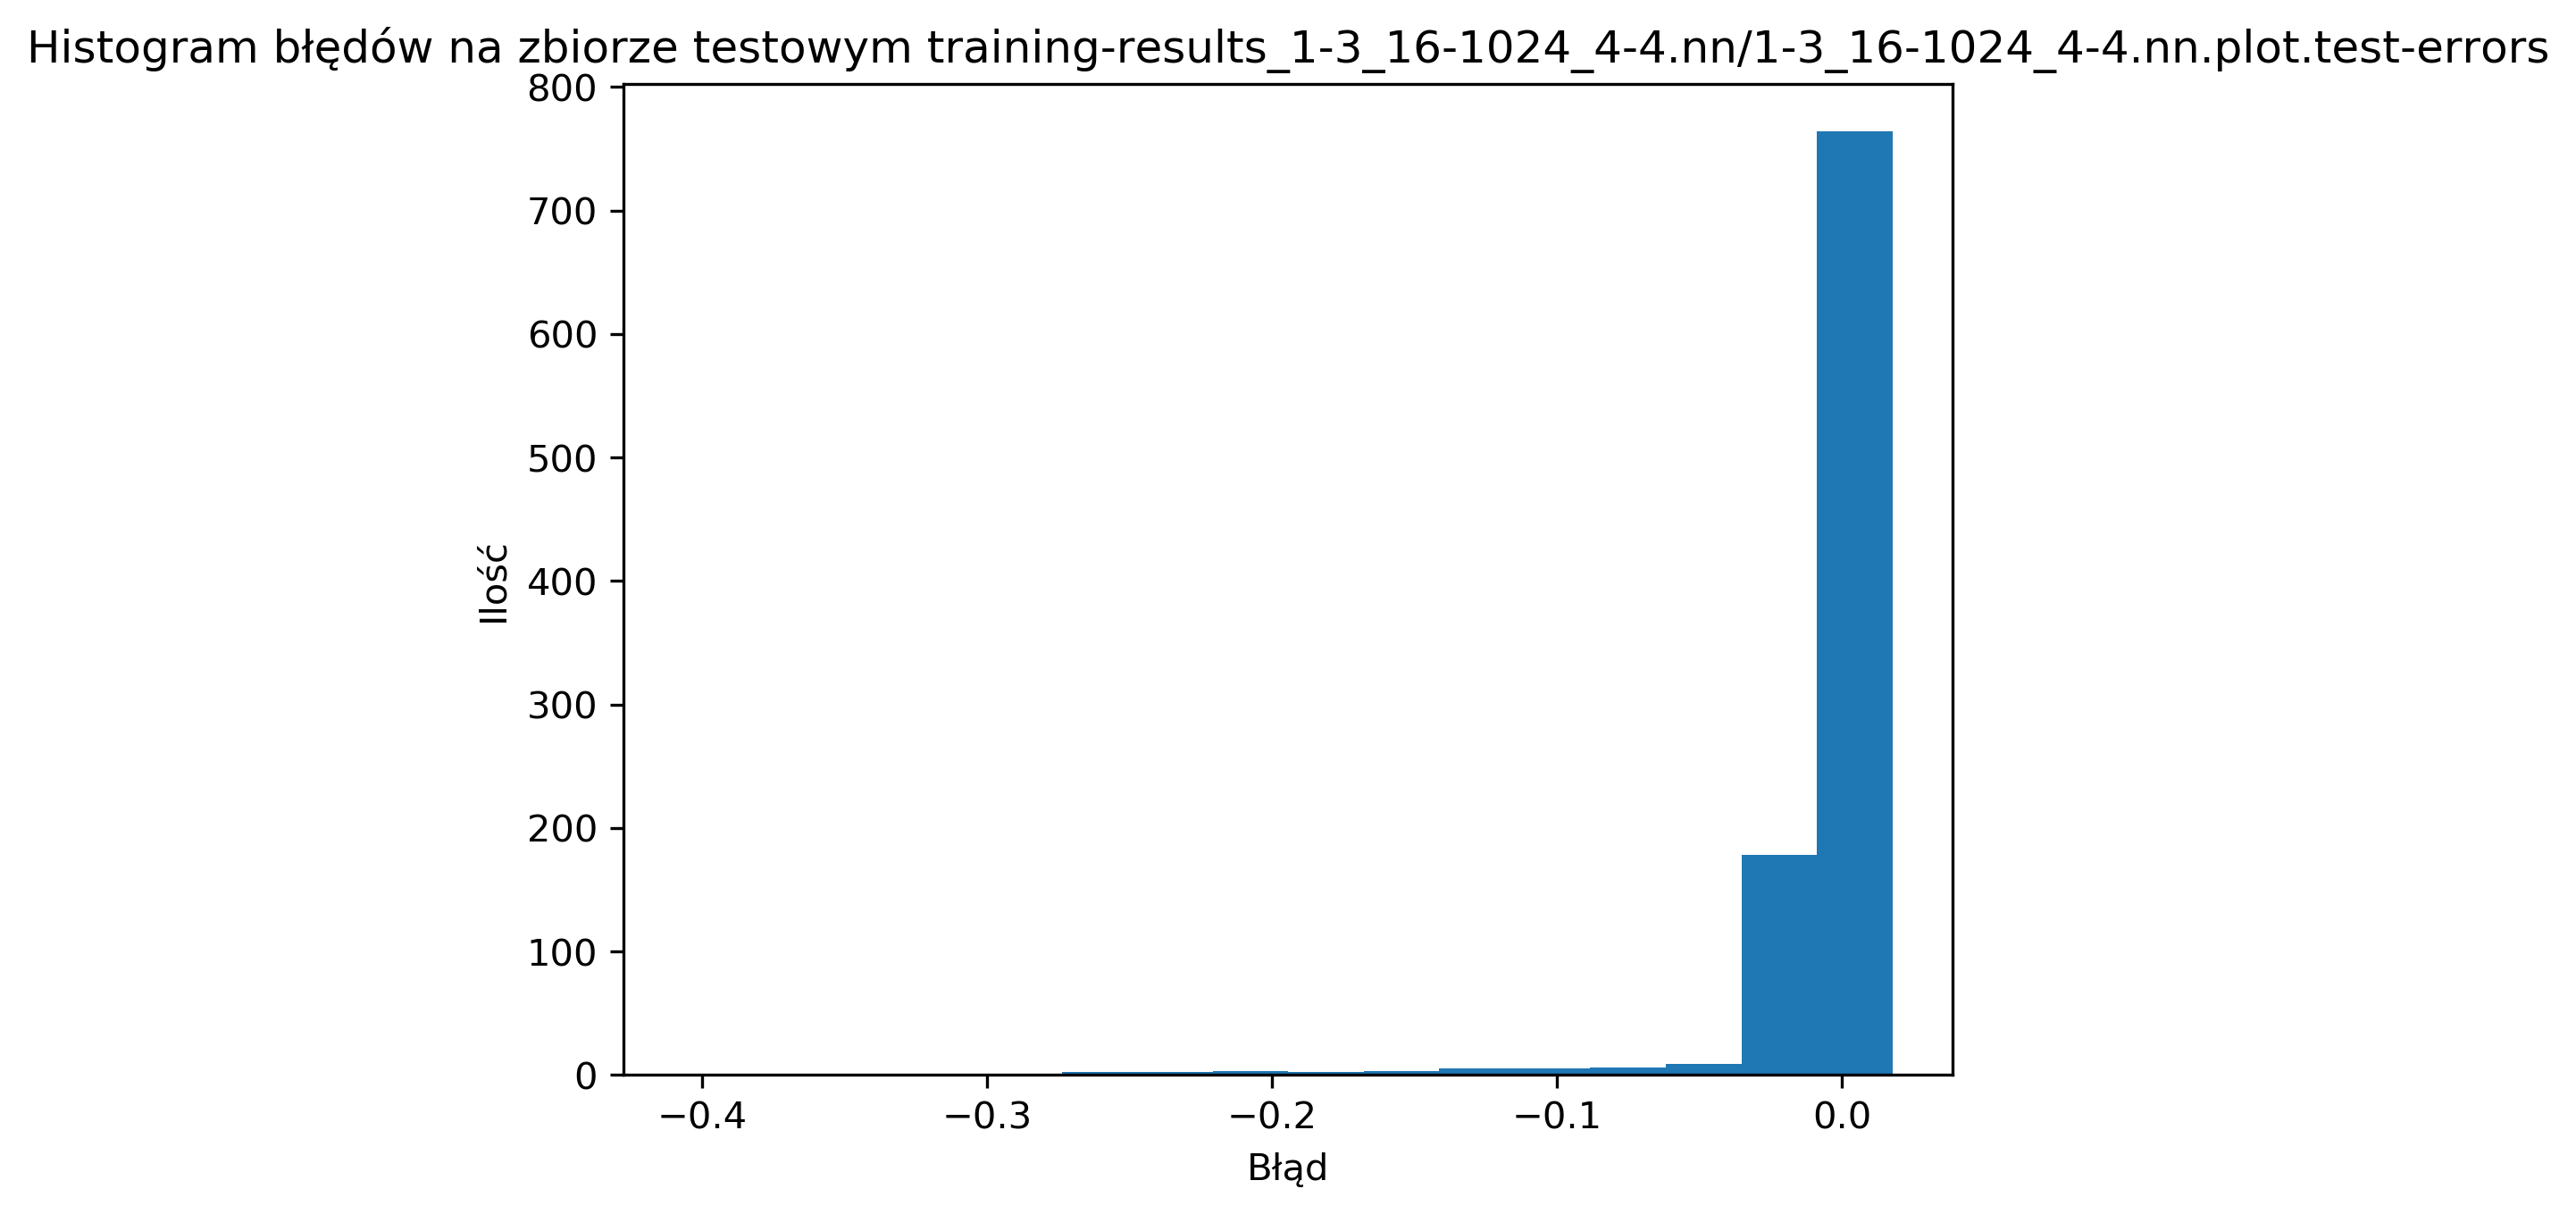 Histogram błędów na zbiorze testowym training-results_1-3_16-1024_4-4.nn/1-3_16-1024_4-4.nn.plot.test-errors
800
700
600
500
400
300
200
100
0
Ilość
−0.4 −0.3 −0.2 −0.1 0.0
Błąd